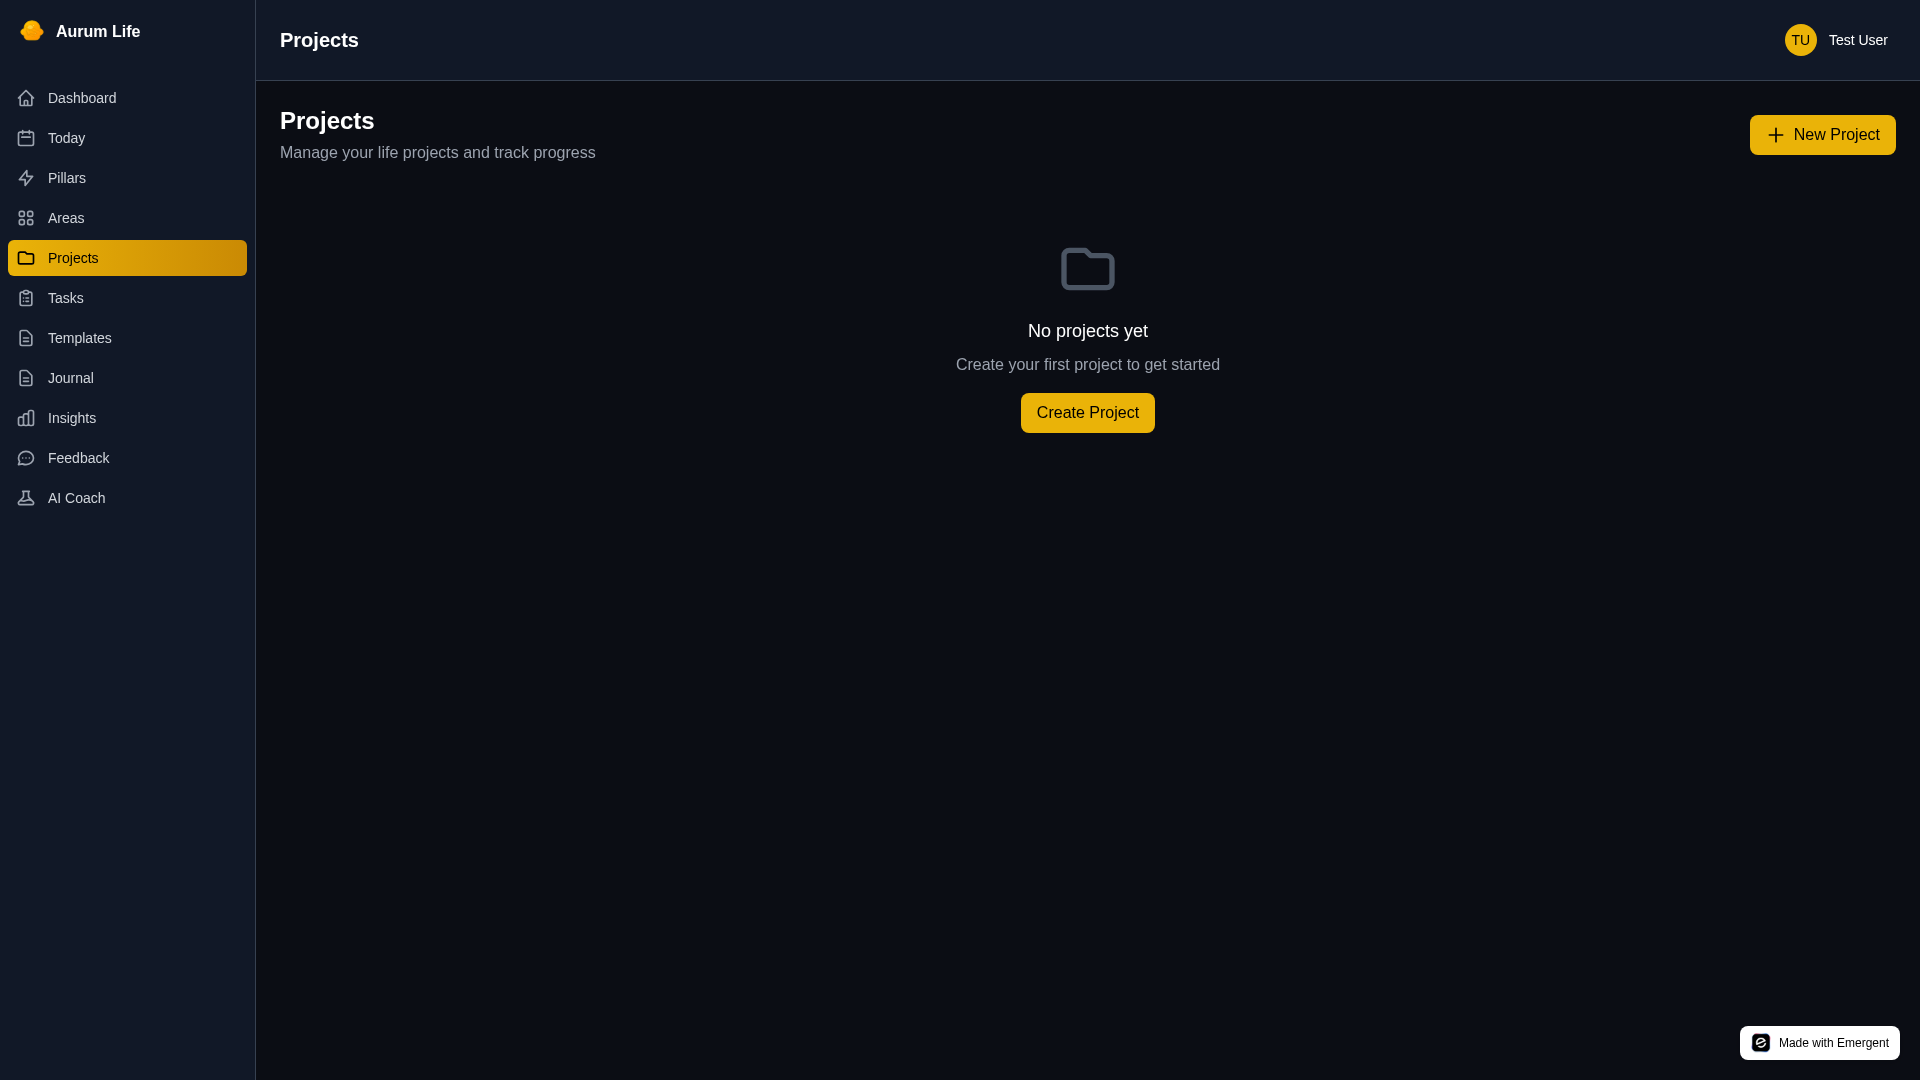 Aurum Life
Dashboard
Today
Pillars
Areas
Projects
Tasks
Templates
Journal
Insights
Feedback
AI Coach
Projects
TU
Test User
Projects
Manage your life projects and track progress
New Project
No projects yet
Create your first project to get started
Create Project
Made with Emergent